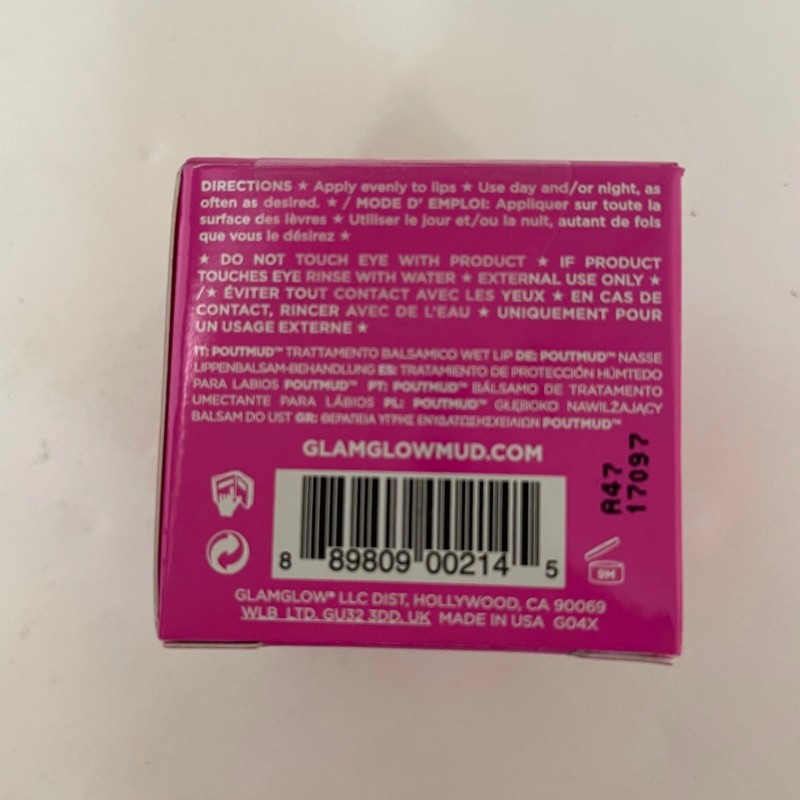 DIRECTIONS ★ Apply evenly to lips ★ Use day and/or night, as
often as desired. ★ / MODE D' EMPLOI: Appliquer sur toute la
surface des lèvres ★ Utiliser le jour et/ou la nuit, autant de fois
que vous le désirez ★
★ DO NOT TOUCH EYE WITH PRODUCT ★ IF PRODUCT
TOUCHES EYE RINSE WITH WATER ★ EXTERNAL USE ONLY ★
/★ ÉVITER TOUT CONTACT AVEC LES YEUX ★ EN CAS DE
CONTACT, RINCER AVEC DE L'EAU ★ UNIQUEMENT POUR
UN USAGE EXTERNE ★
IT: POUTMUD™ TRATTAMENTO BALSAMICO WET LIP DE: POUTMUD™ NASSE
LIPPENBALSAM-BEHANDLUNG ES: TRATAMIENTO DE PROTECCIÓN HÚMTEDO
PARA LABIOS POUTMUD™ PT: POUTMUD™ BÁLSAMO DE TRATAMENTO
UMECTANTE PARA LÁBIOS PL: POUTMUD™ GŁĘBOKO NAWILŻAJĄCY
BALSAM DO UST GR: ΘΕΡΑΠΕΙΑ ΥΓΡΗΣ POUTMUD™
GLAMGLOWMUD.COM
A47
17097
8 89809 00214 5
9M
GLAMGLOW® LLC DIST, HOLLYWOOD, CA 90069
WLB LTD. GU32 3DD. UK MADE IN USA G04X